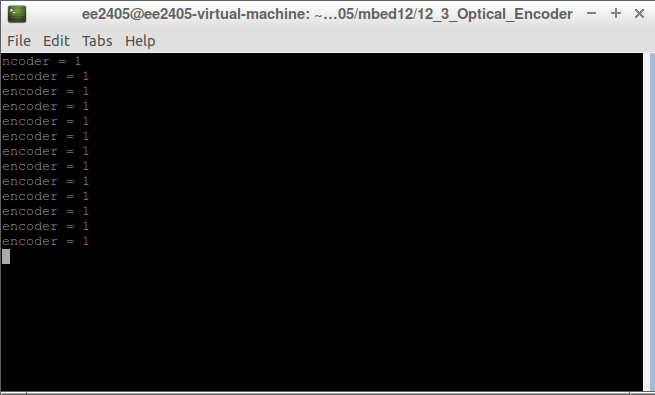 ee2405@ee2405-virtual-machine: ~...05/mbed12/12_3_Optical_Encoder
File Edit Tabs Help
ncoder = 1
encoder = 1
encoder = 1
encoder = 1
encoder = 1
encoder = 1
encoder = 1
encoder = 1
encoder = 1
encoder = 1
encoder = 1
encoder = 1
encoder = 1